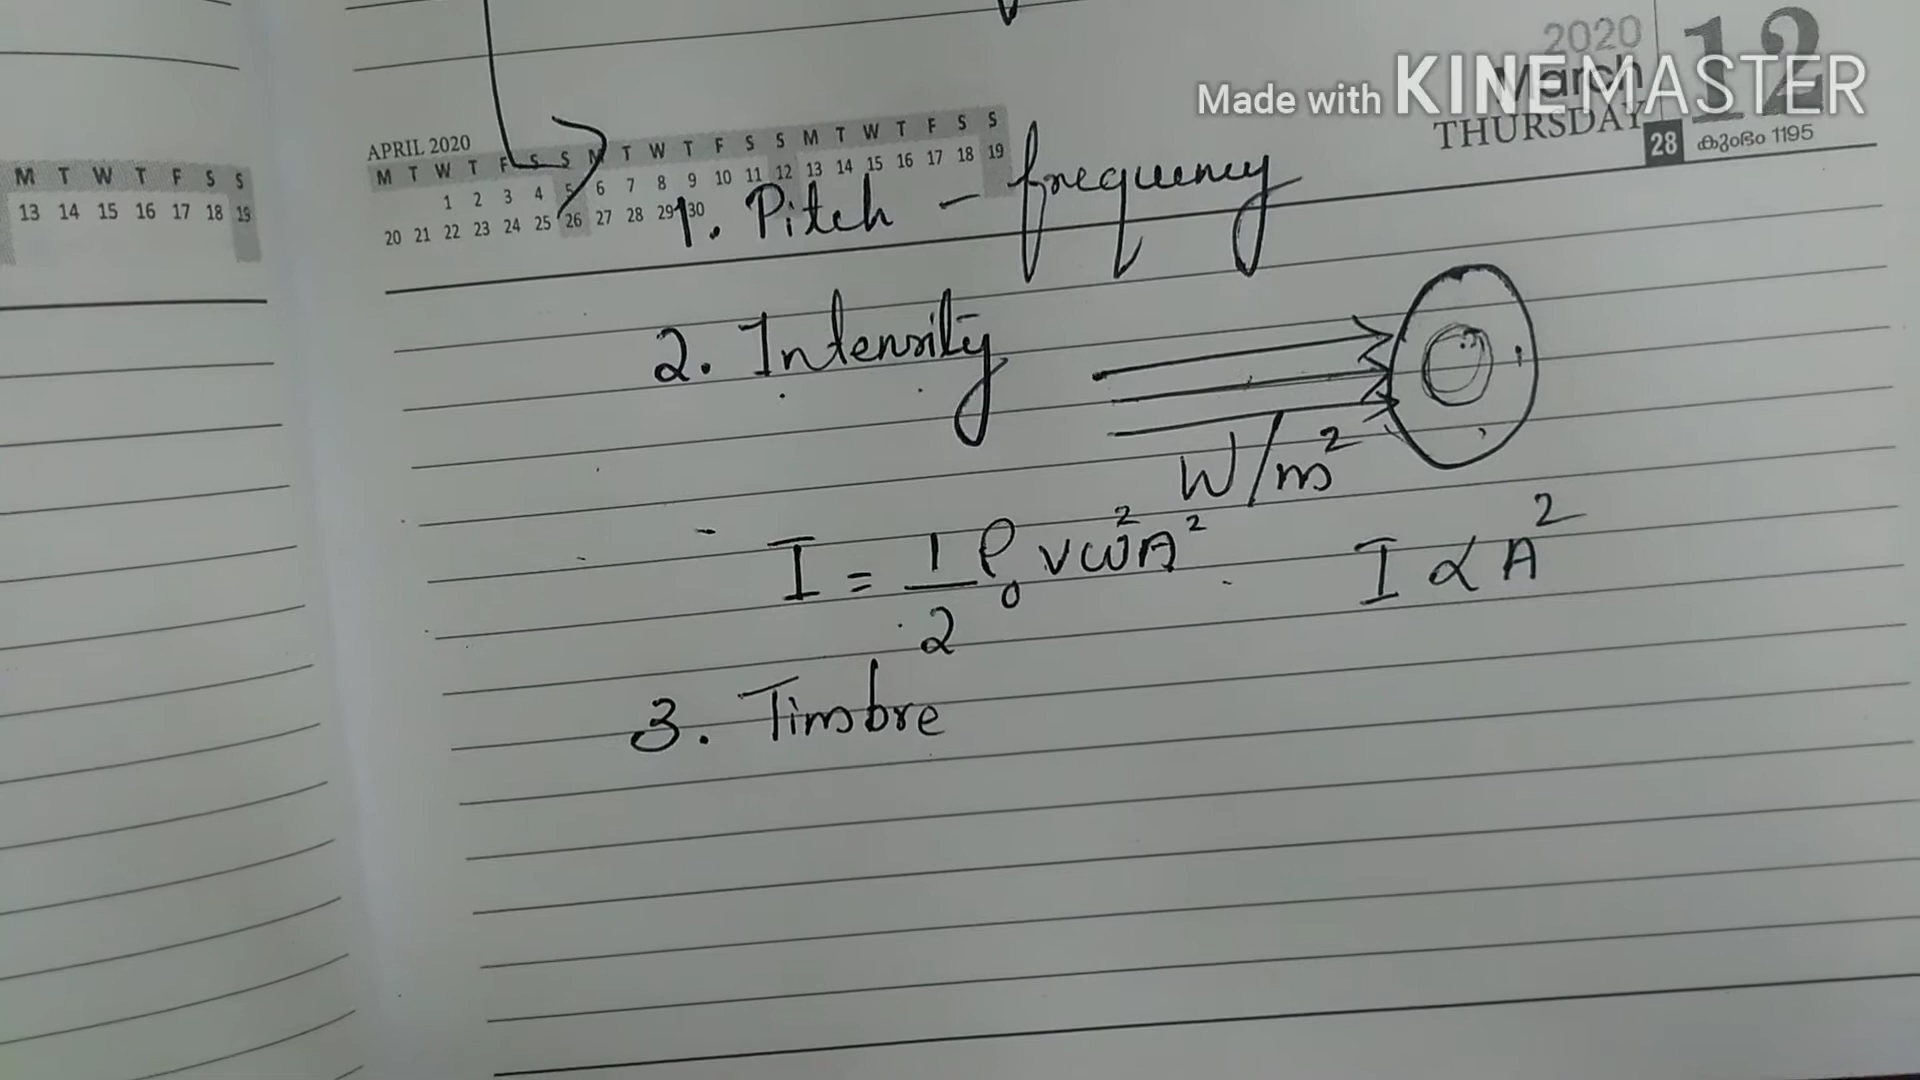 Made with KINEMASTER
2020
March
12
THURSDAY
28 കുംഭം 1195
APRIL 2020
M T W T F S S M T W T F S S M T W T F S S
1 2 3 4 5 6 7 8 9 10 11 12 13 14 15 16 17 18 19
20 21 22 23 24 25 26 27 28 29 30
M T W T F S S
13 14 15 16 17 18 19
1. Pitch - frequency
2. Intensity
W/m²
I = 1/2 ρ₀ v ω² A²
I ∝ A²
3. Timbre